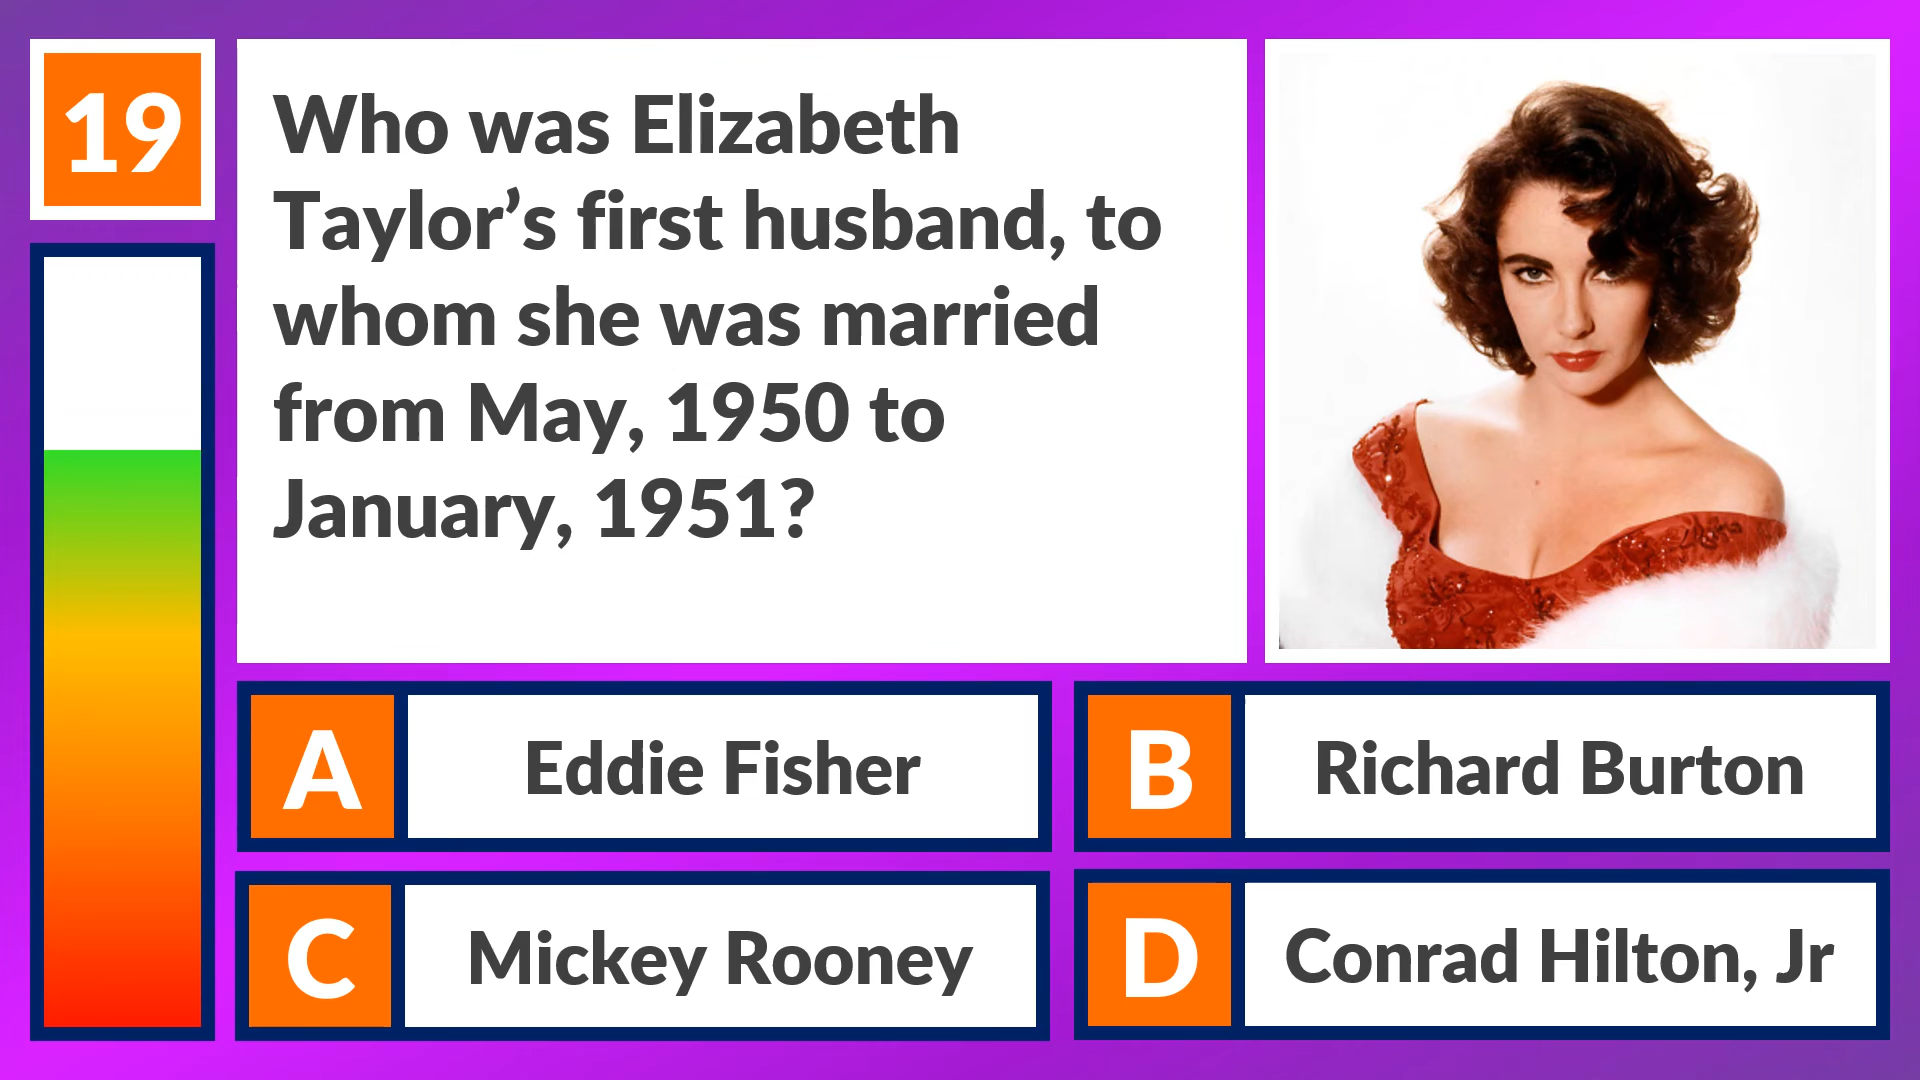 19
Who was Elizabeth
Taylor’s first husband, to
whom she was married
from May, 1950 to
January, 1951?
A Eddie Fisher
B Richard Burton
C Mickey Rooney
D Conrad Hilton, Jr